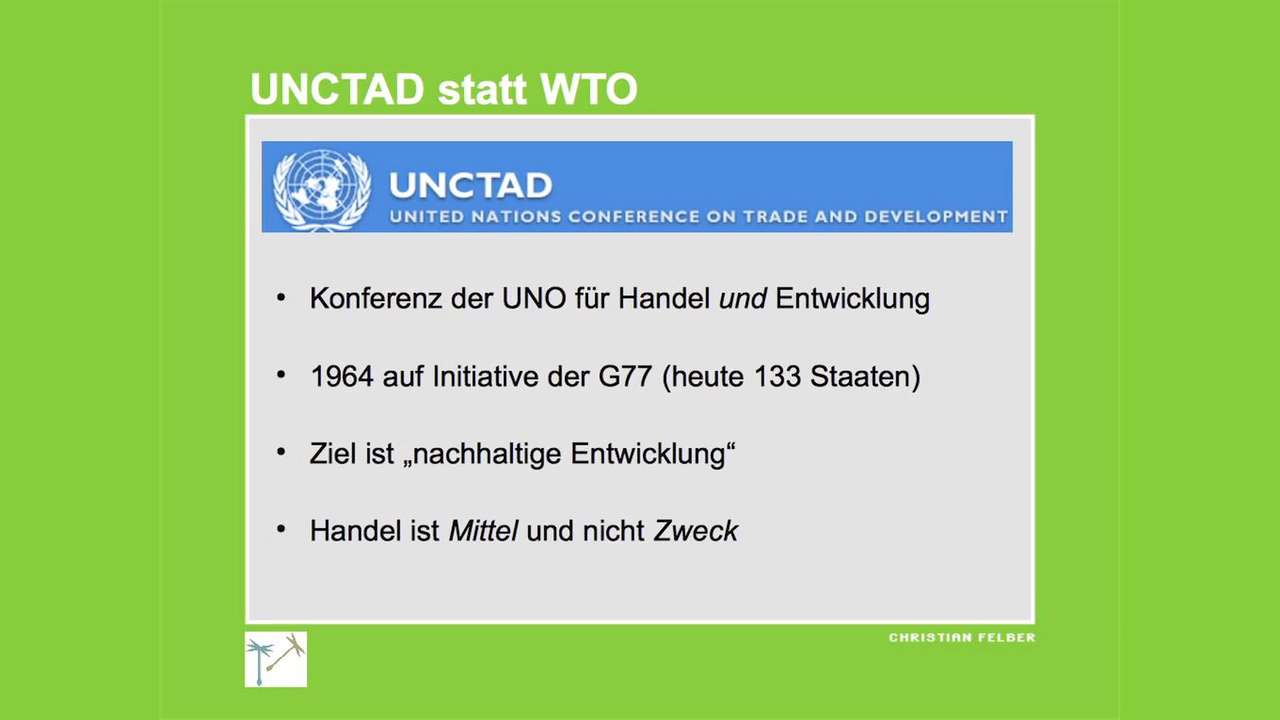 UNCTAD statt WTO
UNCTAD
UNITED NATIONS CONFERENCE ON TRADE AND DEVELOPMENT
• Konferenz der UNO für Handel und Entwicklung
• 1964 auf Initiative der G77 (heute 133 Staaten)
• Ziel ist „nachhaltige Entwicklung“
• Handel ist Mittel und nicht Zweck
CHRISTIAN FELBER